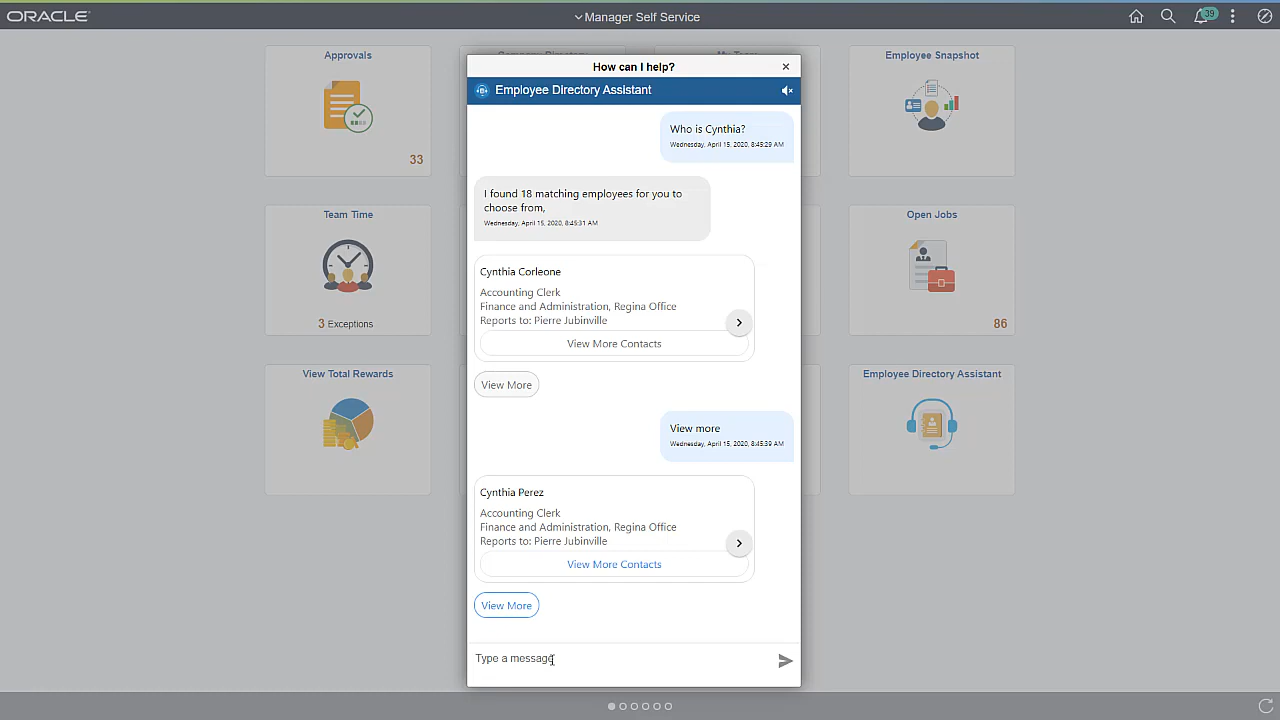 ORACLE
Manager Self Service
39
Approvals
33
Employee Snapshot
Team Time
3 Exceptions
Open Jobs
86
View Total Rewards
Employee Directory Assistant
How can I help?
Employee Directory Assistant
Who is Cynthia?
Wednesday, April 15, 2020, 8:45:29 AM
I found 18 matching employees for you to
choose from,
Wednesday, April 15, 2020, 8:45:31 AM
Cynthia Corleone
Accounting Clerk
Finance and Administration, Regina Office
Reports to: Pierre Jubinville
View More Contacts
View More
View more
Wednesday, April 15, 2020, 8:45:39 AM
Cynthia Perez
Accounting Clerk
Finance and Administration, Regina Office
Reports to: Pierre Jubinville
View More Contacts
View More
Type a message